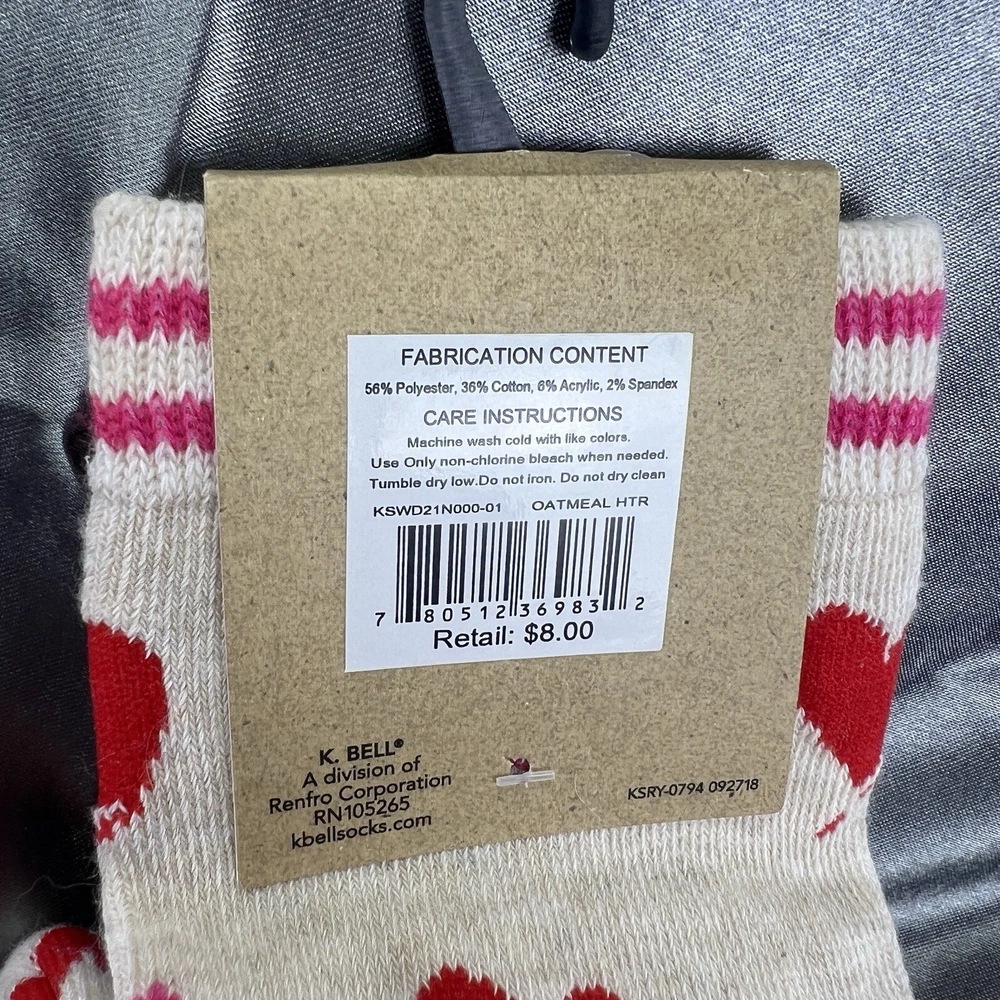 FABRICATION CONTENT
56% Polyester, 36% Cotton, 6% Acrylic, 2% Spandex
CARE INSTRUCTIONS
Machine wash cold with like colors.
Use Only non-chlorine bleach when needed.
Tumble dry low.Do not iron. Do not dry clean
KSWD21N000-01 OATMEAL HTR
7 80512 36983 2
Retail: $8.00
K. BELL®
A division of
Renfro Corporation
RN105265
kbellsocks.com
KSRY-0794 092718